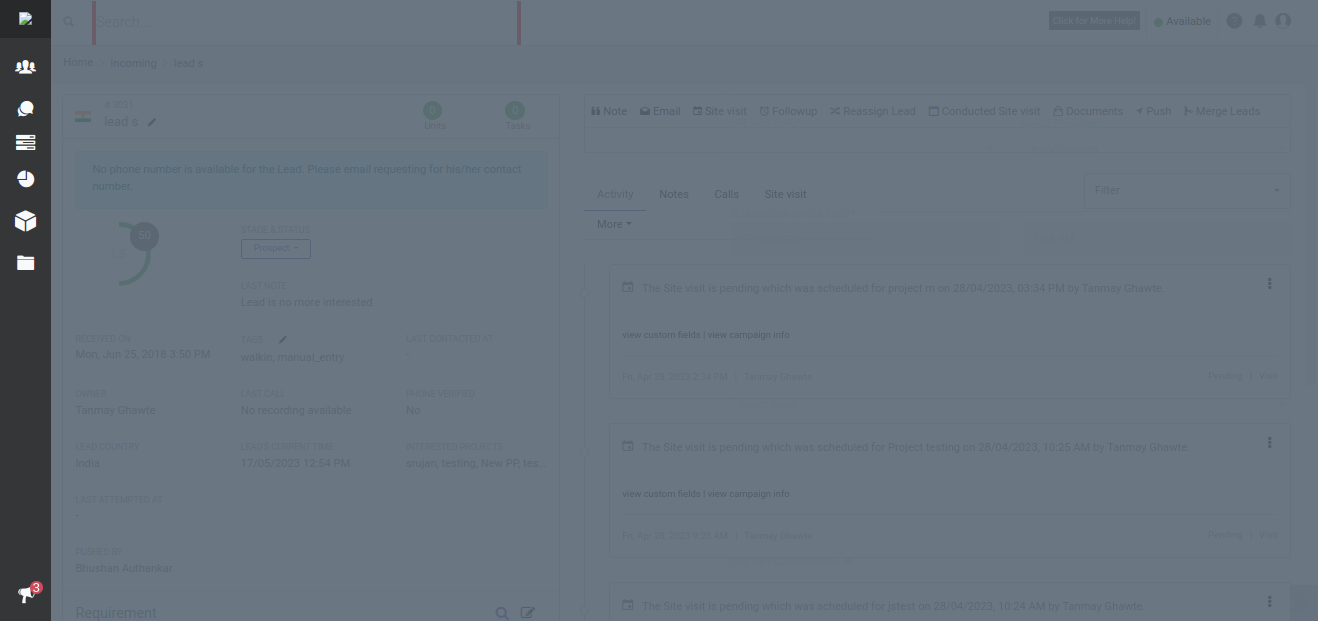 Search...
Click for More Help!
Available
Home > incoming > lead s
lead s
0
0
Units
Tasks
No phone number is available for the Lead. Please email requesting for his/her contact
number.
50
STAGE & STATUS
Prospect
LAST NOTE
Lead is no more interested.
RECEIVED ON
Mon, Jun 25, 2018 3:50 PM
TAGS
walkin, manual_entry
LAST CONTACTED AT
-
OWNER
Tanmay Ghawte
LAST CALL
No recording available
PHONE VERIFIED
No
LEAD COUNTRY
India
LEADS CURRENT TIME
17/05/2023 12:54 PM
INTERESTED PROJECTS
srujan, testing, New PP, tes...
LAST ATTEMPTED AT
-
PUSHED BY
Bhushan Authankar
Requirement
3
Note
Email
Site visit
Followup
Reassign Lead
Conducted Site visit
Documents
Push
Merge Leads
Activity
Notes
Calls
Site visit
More
Filter
The Site visit is pending which was scheduled for project m on 28/04/2023, 03:34 PM by Tanmay Ghawte.
view custom fields | view campaign info
Tanmay Ghawte
Pending | Visit
The Site visit is pending which was scheduled for Project testing on 28/04/2023, 10:25 AM by Tanmay Ghawte.
view custom fields | view campaign info
Fri, Apr 28, 2023 9:25 AM | Tanmay Ghawte
Pending | Visit
The Site visit is pending which was scheduled for jstest on 28/04/2023, 10:24 AM by Tanmay Ghawte.